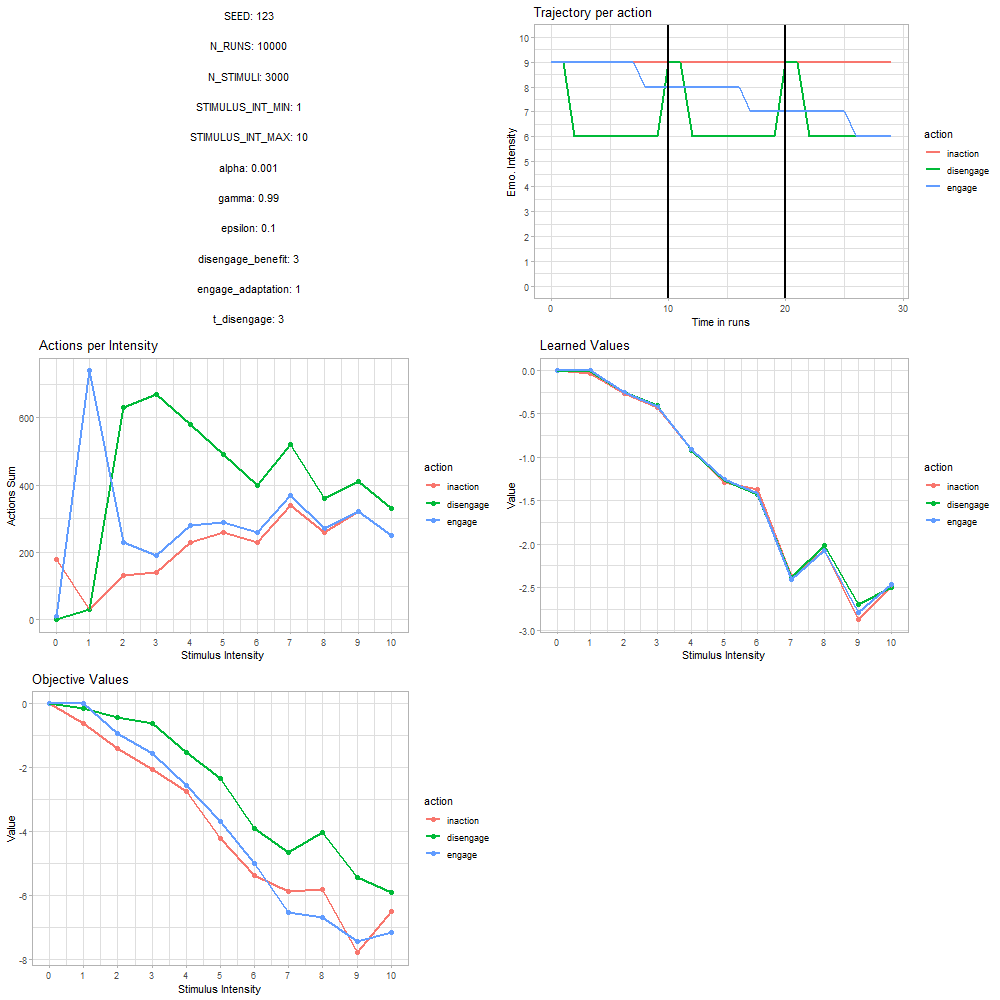 SEED: 123
N_RUNS: 10000
N_STIMULI: 3000
STIMULUS_INT_MIN: 1
STIMULUS_INT_MAX: 10
alpha: 0.001
gamma: 0.99
epsilon: 0.1
disengage_benefit: 3
engage_adaptation: 1
t_disengage: 3
Trajectory per action
Emo. Intensity
10
9
8
7
6
5
4
3
2
1
0
0 10 20 30
Time in runs
action
inaction
disengage
engage
Actions per Intensity
Actions Sum
600
400
200
0
0 1 2 3 4 5 6 7 8 9 10
Stimulus Intensity
action
inaction
disengage
engage
Learned Values
Value
0.0
-0.5
-1.0
-1.5
-2.0
-2.5
-3.0
0 1 2 3 4 5 6 7 8 9 10
Stimulus Intensity
action
inaction
disengage
engage
Objective Values
Value
0
-2
-4
-6
-8
0 1 2 3 4 5 6 7 8 9 10
Stimulus Intensity
action
inaction
disengage
engage